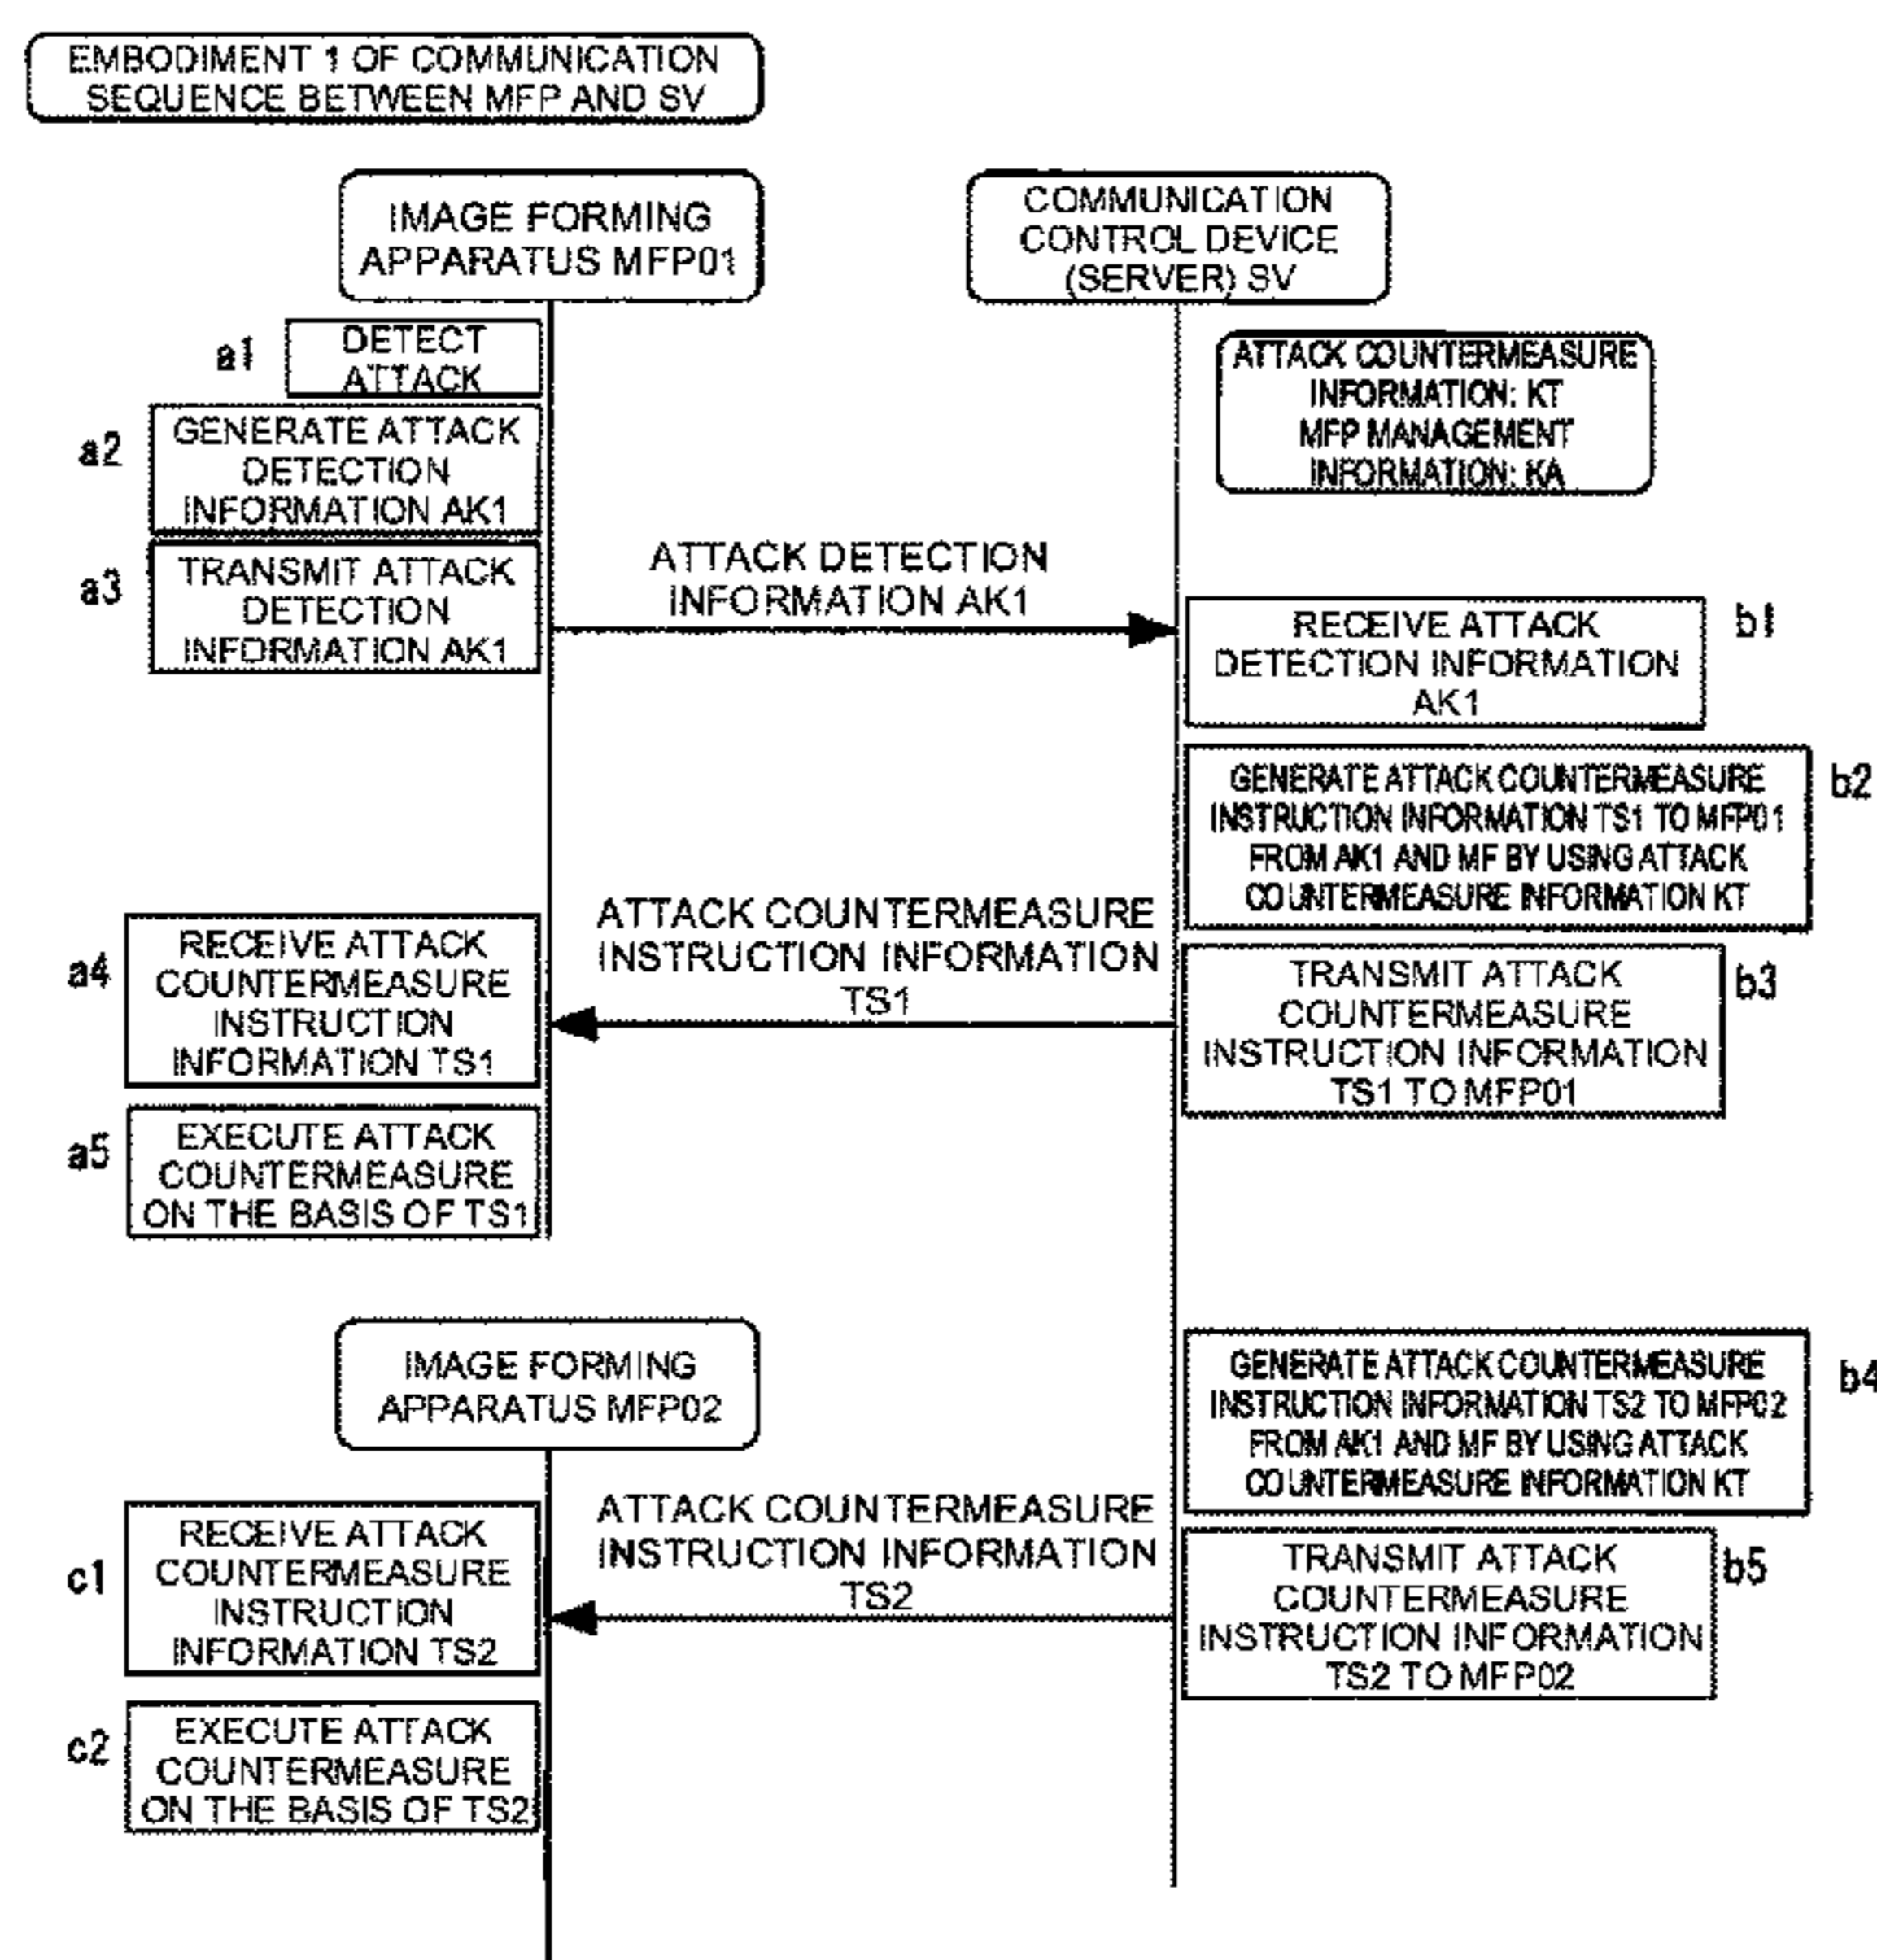 EMBODIMENT 1 OF COMMUNICATION
SEQUENCE BETWEEN MFP AND SV
IMAGE FORMING
APPARATUS MFP01
COMMUNICATION
CONTROL DEVICE
(SERVER) SV
ATTACK COUNTERMEASURE
INFORMATION: KT
MFP MANAGEMENT
INFORMATION: KA
a1
DETECT
ATTACK
a2
GENERATE ATTACK
DETECTION
INFORMATION AK1
a3
TRANSMIT ATTACK
DETECTION
INFORMATION AK1
ATTACK DETECTION
INFORMATION AK1
RECEIVE ATTACK
DETECTION INFORMATION
AK1
b1
GENERATE ATTACK COUNTERMEASURE
INSTRUCTION INFORMATION TS1 TO MFP01
FROM AK1 AND MF BY USING ATTACK
COUNTERMEASURE INFORMATION KT
b2
ATTACK COUNTERMEASURE
INSTRUCTION INFORMATION
TS1
TRANSMIT ATTACK
COUNTERMEASURE
INSTRUCTION INFORMATION
TS1 TO MFP01
b3
a4
RECEIVE ATTACK
COUNTERMEASURE
INSTRUCTION
INFORMATION TS1
a5
EXECUTE ATTACK
COUNTERMEASURE
ON THE BASIS OF TS1
IMAGE FORMING
APPARATUS MFP02
GENERATE ATTACK COUNTERMEASURE
INSTRUCTION INFORMATION TS2 TO MFP02
FROM AK1 AND MF BY USING ATTACK
COUNTERMEASURE INFORMATION KT
b4
ATTACK COUNTERMEASURE
INSTRUCTION INFORMATION
TS2
TRANSMIT ATTACK
COUNTERMEASURE
INSTRUCTION INFORMATION
TS2 TO MFP02
b5
c1
RECEIVE ATTACK
COUNTERMEASURE
INSTRUCTION
INFORMATION TS2
c2
EXECUTE ATTACK
COUNTERMEASURE
ON THE BASIS OF TS2